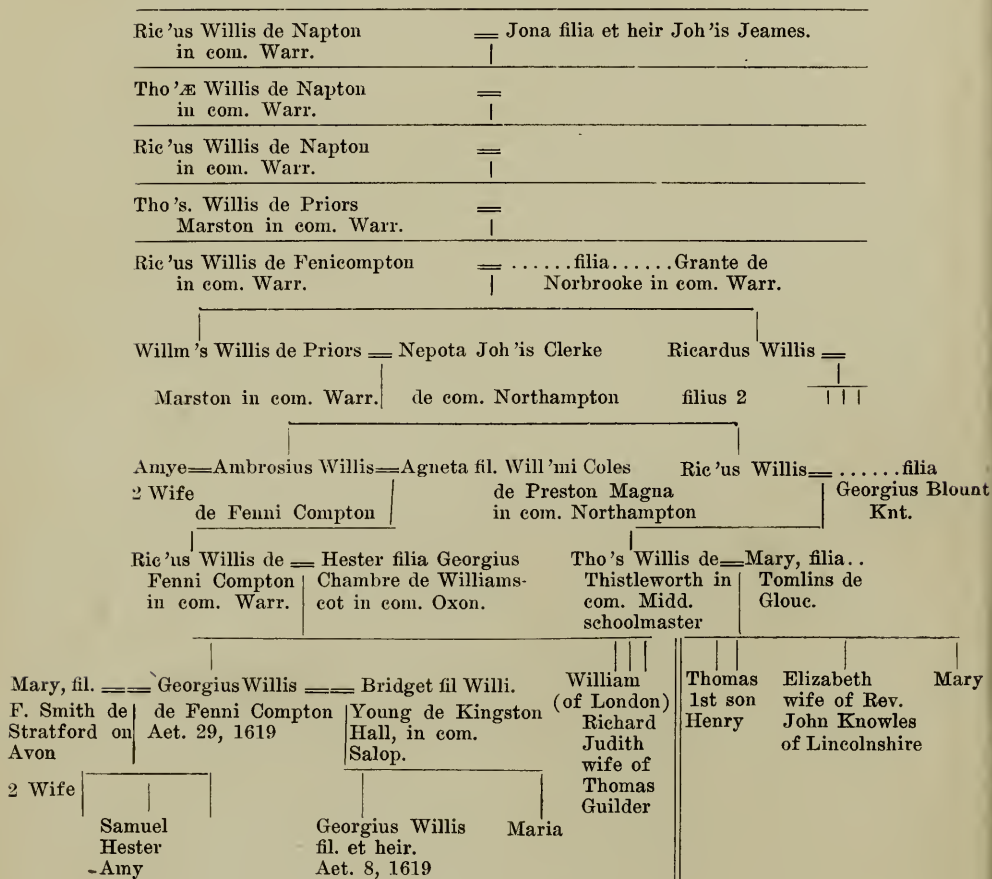 Ric'us Willis de Napton = Jona filia et heir Joh'is Jeames.
in com. Warr.
Tho'Æ Willis de Napton =
in com. Warr.
Ric'us Willis de Napton =
in com. Warr.
Tho's. Willis de Priors =
Marston in com. Warr.
Ric'us Willis de Fenicompton = ......filia......Grante de
in com. Warr. Norbrooke in com. Warr.
Willm's Willis de Priors = Nepota Joh'is Clerke Ricardus Willis =
Marston in com. Warr. de com. Northampton filius 2
Amye=Ambrosius Willis=Agneta fil. Will'mi Coles Ric'us Willis= ......filia
2 Wife de Preston Magna Georgius Blount
de Fenni Compton in com. Northampton Knt.
Ric'us Willis de = Hester filia Georgius Tho's Willis de=Mary, filia..
Fenni Compton Chambre de Williams- Thistleworth in Tomlins de
in com. Warr. cot in com. Oxon. com. Midd. Glouc.
schoolmaster
Mary, fil. = Georgius Willis = Bridget fil Willi.
F. Smith de de Fenni Compton Young de Kingston
Stratford on Aet. 29, 1619 Hall, in com.
Avon Salop.
2 Wife
William
(of London)
Richard
Judith
wife of
Thomas
Guilder
Thomas Elizabeth Mary
1st son wife of Rev.
Henry John Knowles
of Lincolnshire
Samuel
Hester
Amy
Georgius Willis Maria
fil. et heir.
Aet. 8, 1619